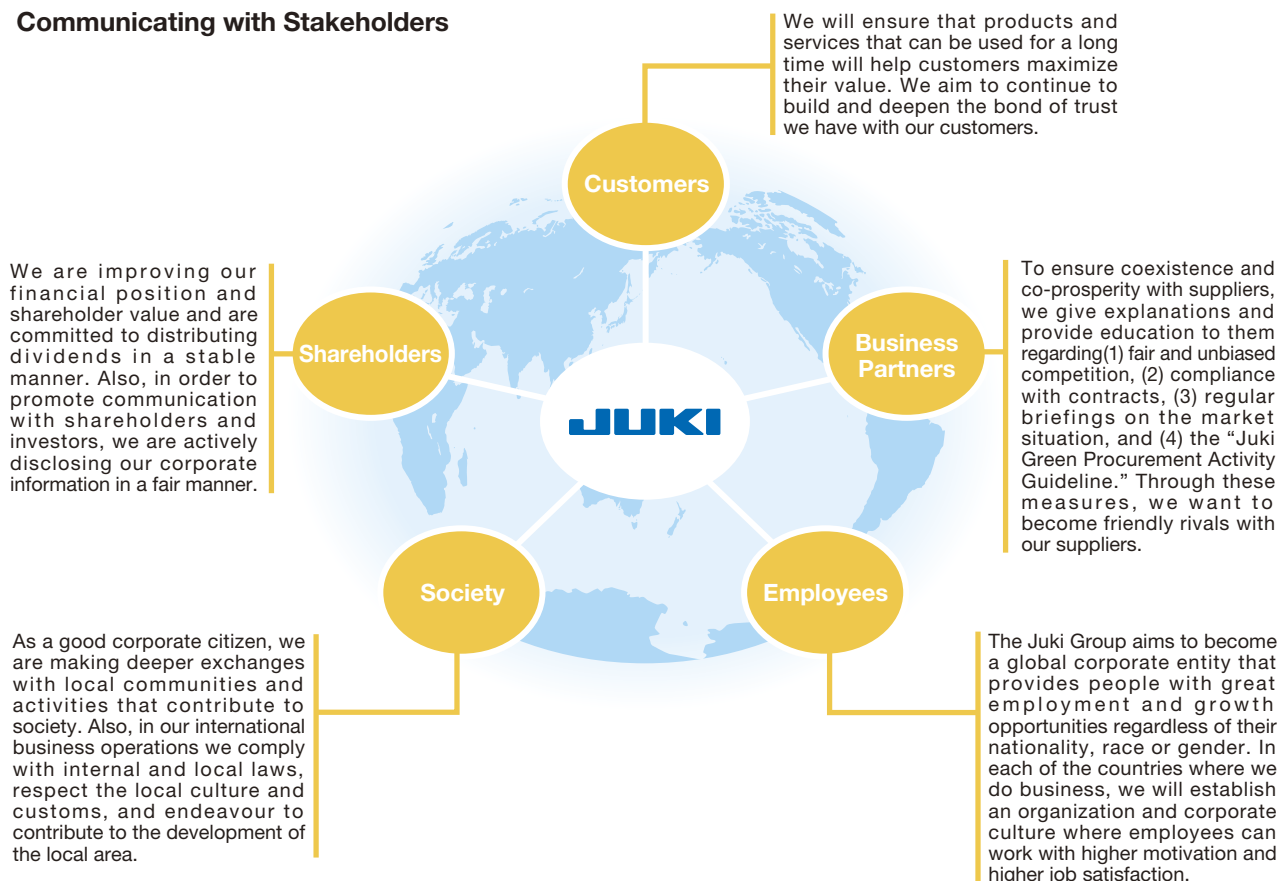 Communicating with Stakeholders
We will ensure that products and
services that can be used for a long
time will help customers maximize
their value. We aim to continue to
build and deepen the bond of trust
we have with our customers.
Customers
We are improving our
financial position and
shareholder value and are
committed to distributing
dividends in a stable
manner. Also, in order to
promote communication
with shareholders and
investors, we are actively
disclosing our corporate
information in a fair manner.
Shareholders
Business
Partners
To ensure coexistence and
co-prosperity with suppliers,
we give explanations and
provide education to them
regarding(1) fair and unbiased
competition, (2) compliance
with contracts, (3) regular
briefings on the market
situation, and (4) the “Juki
Green Procurement Activity
Guideline.” Through these
measures, we want to
become friendly rivals with
our suppliers.
JUKI
Society
Employees
As a good corporate citizen, we
are making deeper exchanges
with local communities and
activities that contribute to
society. Also, in our international
business operations we comply
with internal and local laws,
respect the local culture and
customs, and endeavour to
contribute to the development of
the local area.
The Juki Group aims to become
a global corporate entity that
provides people with great
employment and growth
opportunities regardless of their
nationality, race or gender. In
each of the countries where we
do business, we will establish
an organization and corporate
culture where employees can
work with higher motivation and
higher job satisfaction.